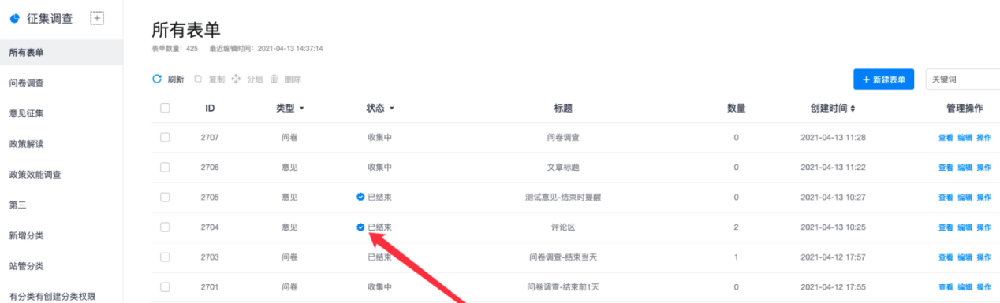 征集调查
所有表单
问卷调查
意见征集
政策解读
政策效能调查
第三
新增分类
站管分类
有分类有创建分类权限
所有表单
表单数量：425 最近编辑时间：2021-04-13 14:37:14
刷新 复制 分组 删除
+ 新建表单 关键词
ID 类型 状态 标题 数量 创建时间 管理操作
2707 问卷 收集中 问卷调查 0 2021-04-13 11:28 查看 编辑 操作
2706 意见 收集中 文章标题 0 2021-04-13 11:22 查看 编辑 操作
2705 意见 已结束 测试意见-结束时提醒 0 2021-04-13 10:27 查看 编辑 操作
2704 意见 已结束 评论区 2 2021-04-13 10:25 查看 编辑 操作
2703 问卷 已结束 问卷调查-结束当天 1 2021-04-12 17:57 查看 编辑 操作
2701 问卷 收集中 问卷调查-结束前1天 0 2021-04-12 17:55 查看 编辑 操作